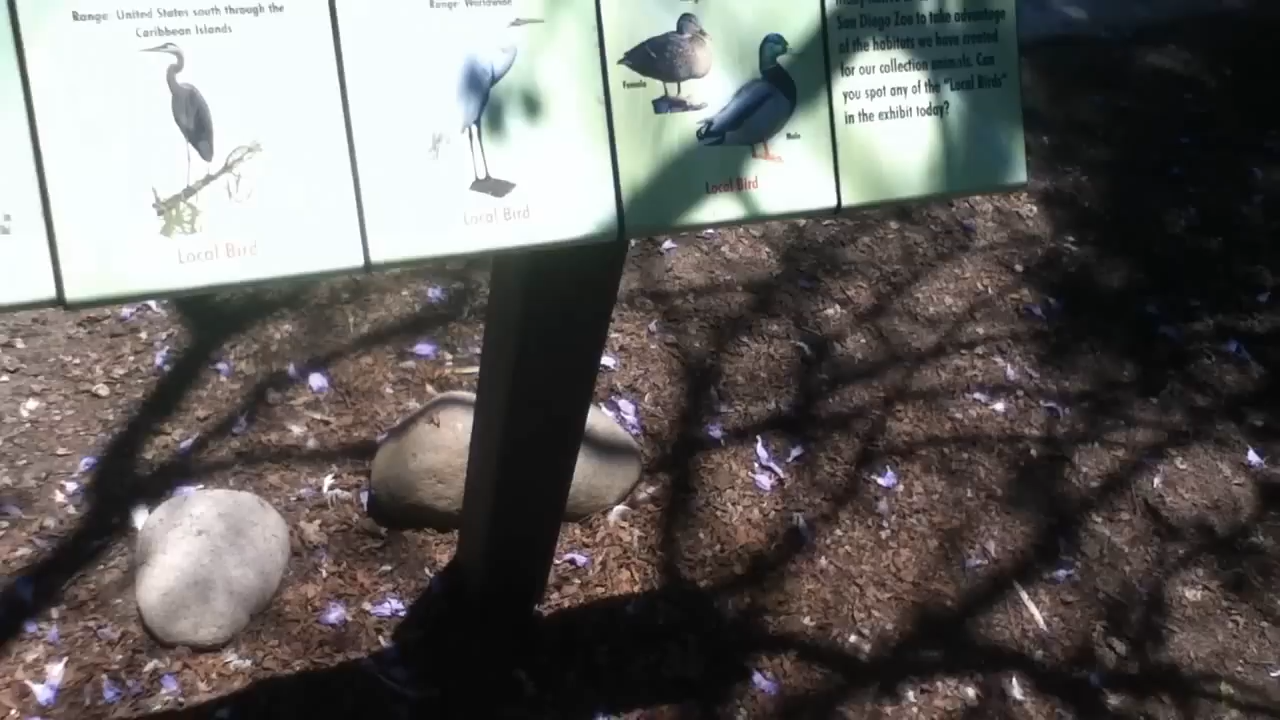 Range: United States south through the
Caribbean Islands
Local Bird
Range: Worldwide
Local Bird
Female
Male
Local Bird
San Diego Zoo to take advantage
of the habitats we have created
for our collection animals. Can
you spot any of the "Local Birds"
in the exhibit today?